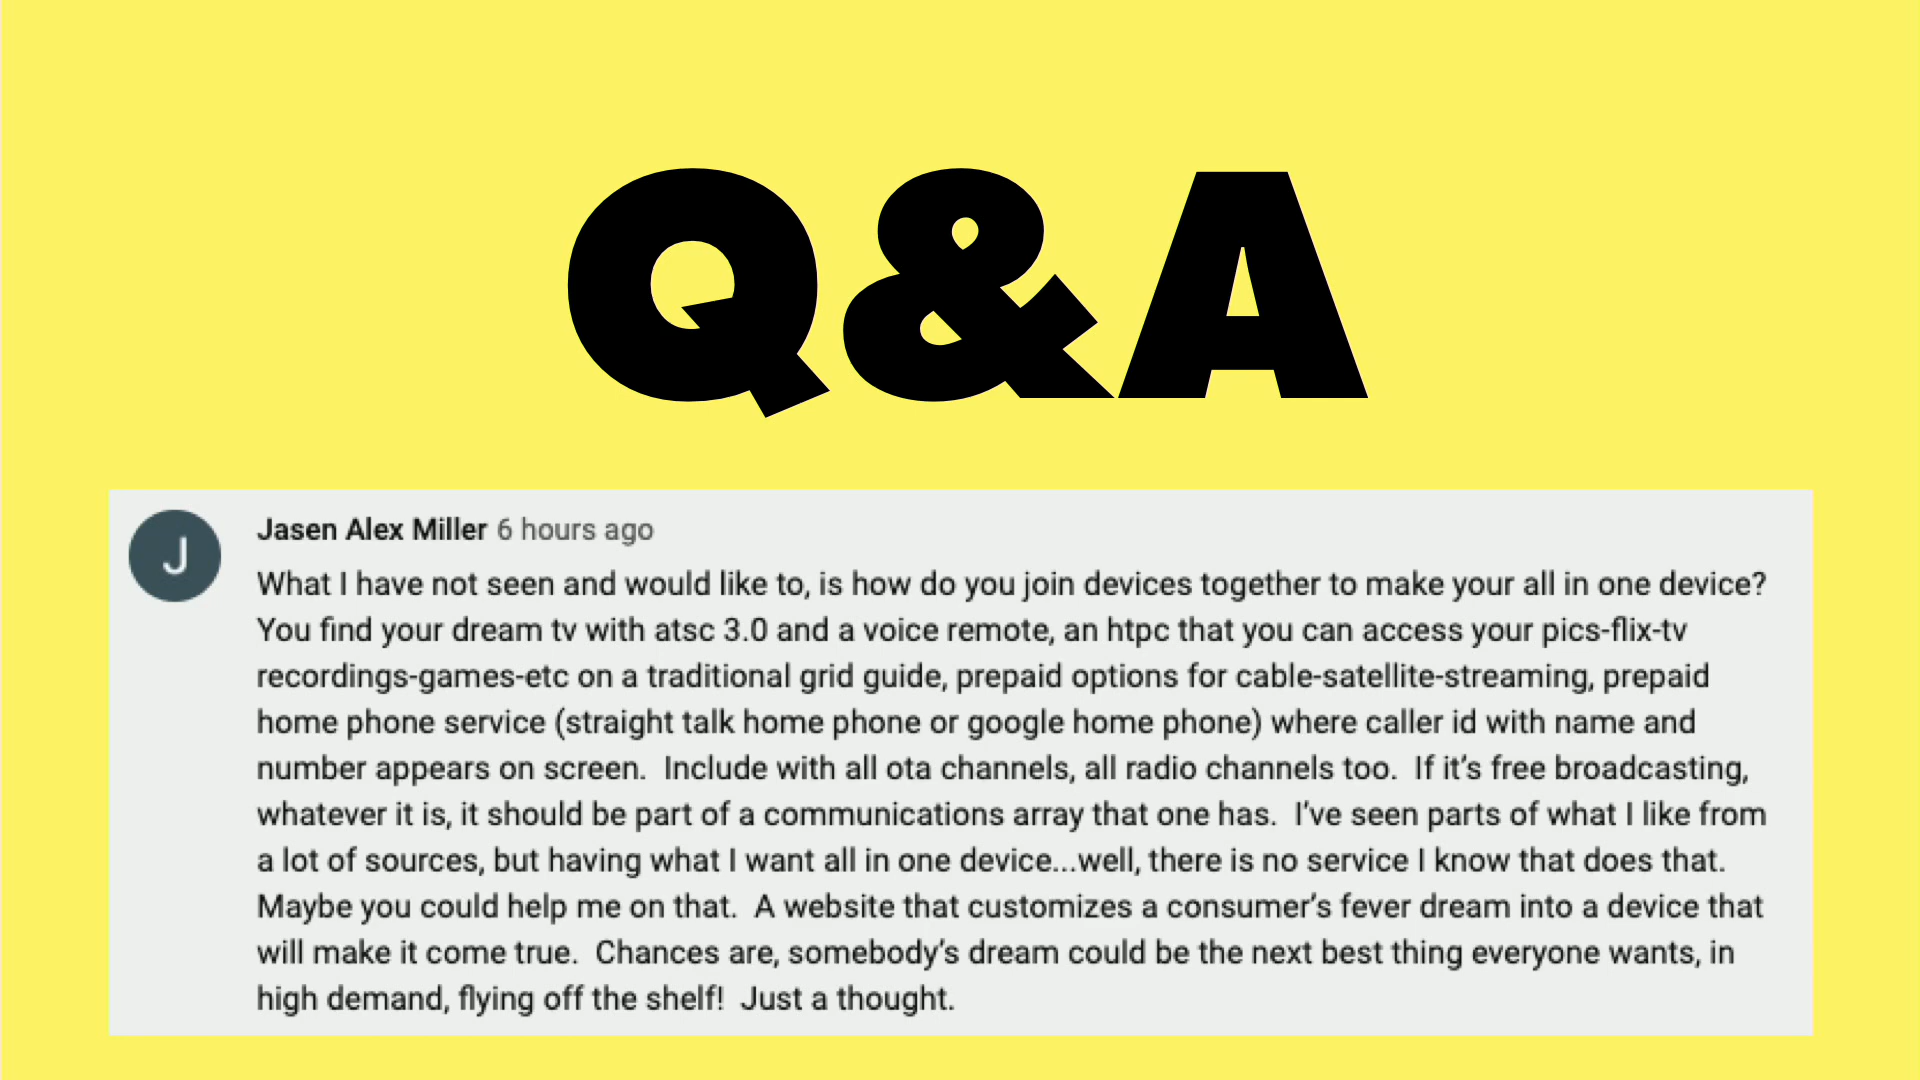 Q&A
J
Jasen Alex Miller 6 hours ago
What I have not seen and would like to, is how do you join devices together to make your all in one device?
You find your dream tv with atsc 3.0 and a voice remote, an htpc that you can access your pics-flix-tv
recordings-games-etc on a traditional grid guide, prepaid options for cable-satellite-streaming, prepaid
home phone service (straight talk home phone or google home phone) where caller id with name and
number appears on screen.  Include with all ota channels, all radio channels too.  If it’s free broadcasting,
whatever it is, it should be part of a communications array that one has.  I’ve seen parts of what I like from
a lot of sources, but having what I want all in one device...well, there is no service I know that does that.
Maybe you could help me on that.  A website that customizes a consumer’s fever dream into a device that
will make it come true.  Chances are, somebody’s dream could be the next best thing everyone wants, in
high demand, flying off the shelf!  Just a thought.